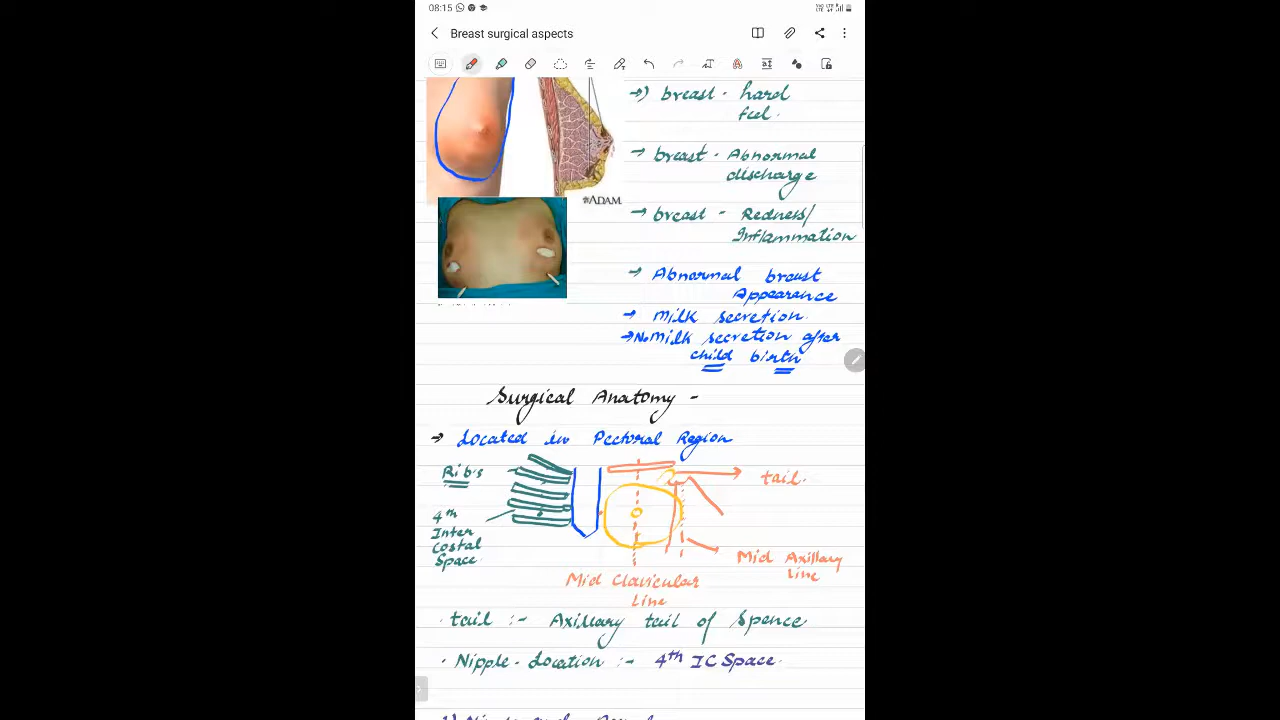 08:15
Breast surgical aspects
→) breast - hard
feel.
→ breast - Abnormal
discharge
ADAM.
→ breast - Redness/
Inflammation
→ Abnormal breast
Appearence
→ Milk secretion.
→ No Milk secretion after
child birth
Surgical Anatomy -
→ Located in Pectoral Region
Rib's
tail.
4th
Inter
Costal
Space.
Mid Axillary
Line
Mid Clavicular
Line
· tail :- Axillary tail of Spence
· Nipple - Location :- 4th IC Space.